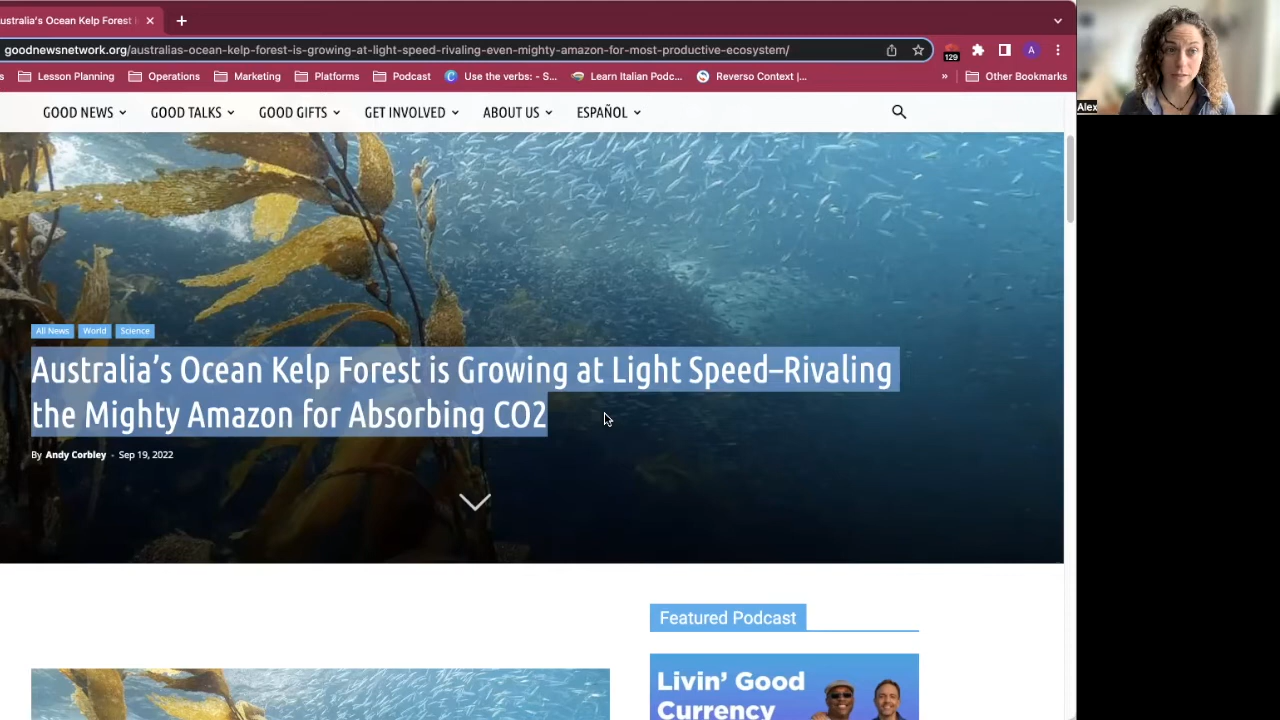 ustralia's Ocean Kelp Forest i
goodnewsnetwork.org/australias-ocean-kelp-forest-is-growing-at-light-speed-rivaling-even-mighty-amazon-for-most-productive-ecosystem/
129
A
s Lesson Planning Operations Marketing Platforms Podcast Use the verbs: - S... Learn Italian Podc... Reverso Context |... » Other Bookmarks
Alex
GOOD NEWS GOOD TALKS GOOD GIFTS GET INVOLVED ABOUT US ESPAÑOL
All News World Science
Australia's Ocean Kelp Forest is Growing at Light Speed–Rivaling
the Mighty Amazon for Absorbing CO2
By Andy Corbley - Sep 19, 2022
Featured Podcast
Livin' Good
Currency